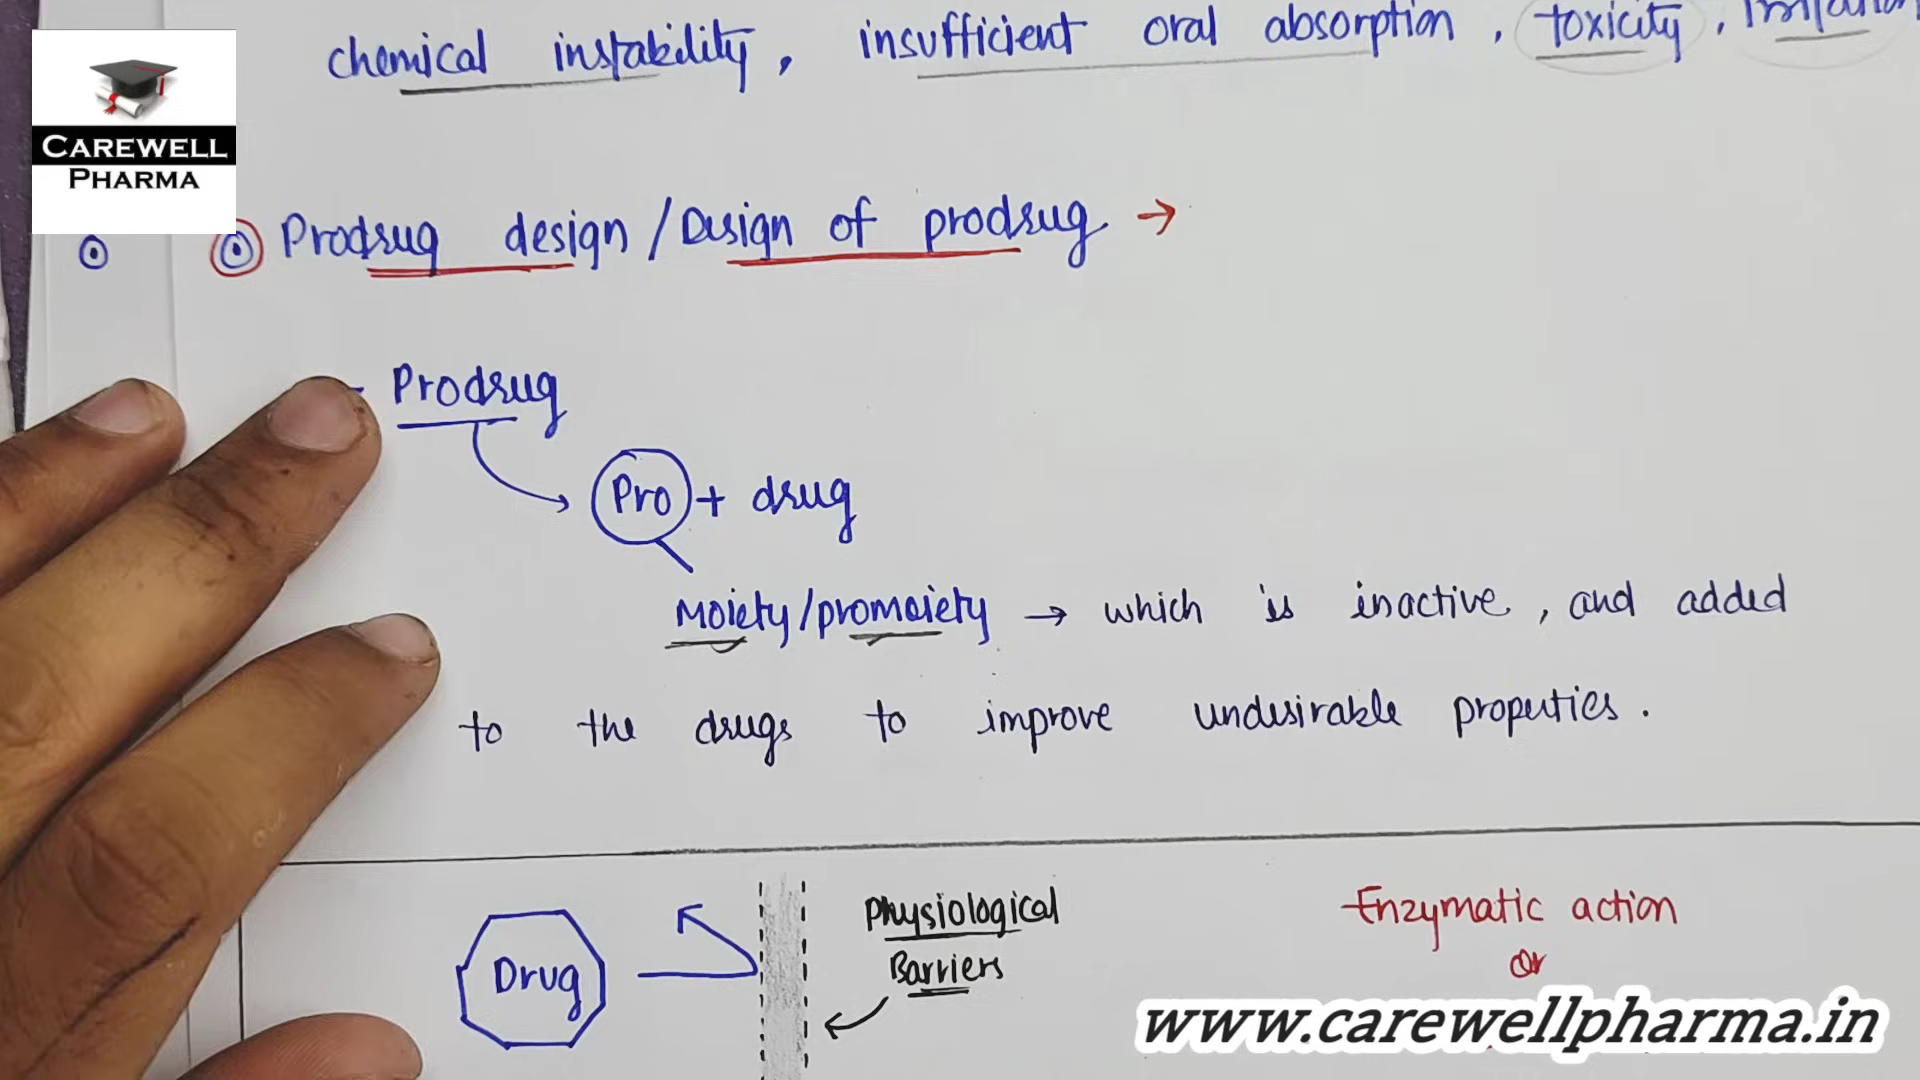 chemical instability, insufficient oral absorption, toxicity,
CAREWELL
PHARMA
Prodrug design / Design of prodrug →
- Prodrug
Pro + drug
Moiety/promoiety → which is inactive, and added
to the drugs to improve undesirable properties.
Drug
Physiological
Barriers
Enzymatic action
or
www.carewellpharma.in